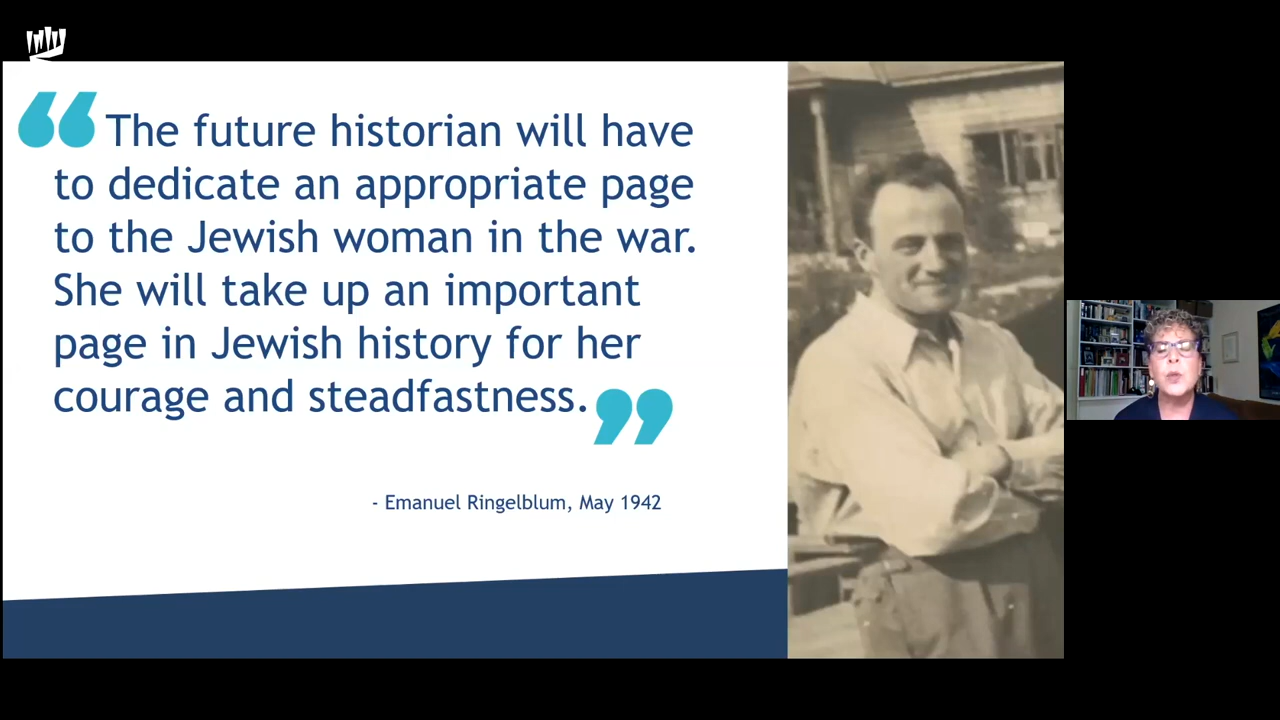 “ The future historian will have
to dedicate an appropriate page
to the Jewish woman in the war.
She will take up an important
page in Jewish history for her
courage and steadfastness. ”
- Emanuel Ringelblum, May 1942